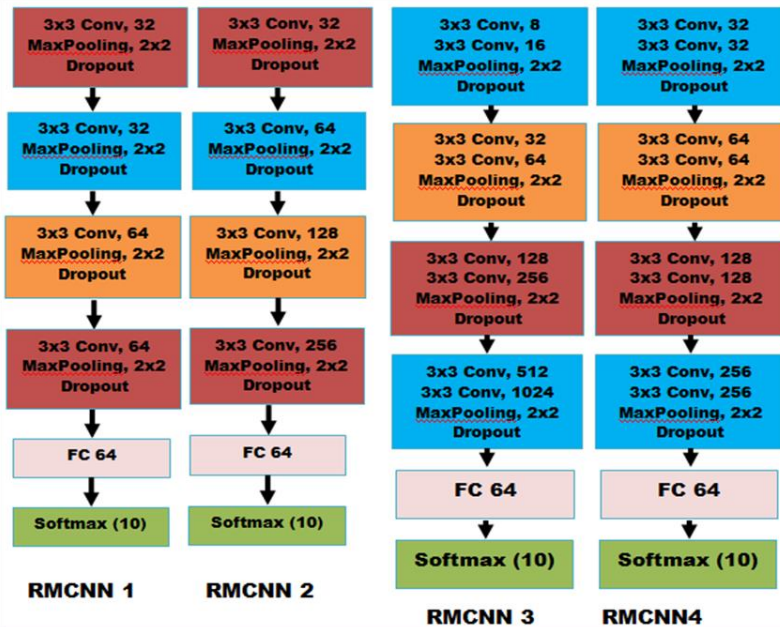 3x3 Conv, 32
MaxPooling, 2x2
Dropout
3x3 Conv, 32
MaxPooling, 2x2
Dropout
3x3 Conv, 64
MaxPooling, 2x2
Dropout
3x3 Conv, 64
MaxPooling, 2x2
Dropout
FC 64
Softmax (10)
RMCNN 1
3x3 Conv, 32
MaxPooling, 2x2
Dropout
3x3 Conv, 64
MaxPooling, 2x2
Dropout
3x3 Conv, 128
MaxPooling, 2x2
Dropout
3x3 Conv, 256
MaxPooling, 2x2
Dropout
FC 64
Softmax (10)
RMCNN 2
3x3 Conv, 8
3x3 Conv, 16
MaxPooling, 2x2
Dropout
3x3 Conv, 32
3x3 Conv, 64
MaxPooling, 2x2
Dropout
3x3 Conv, 128
3x3 Conv, 256
MaxPooling, 2x2
Dropout
3x3 Conv, 512
3x3 Conv, 1024
MaxPooling, 2x2
Dropout
FC 64
Softmax (10)
RMCNN 3
3x3 Conv, 32
3x3 Conv, 32
MaxPooling, 2x2
Dropout
3x3 Conv, 64
3x3 Conv, 64
MaxPooling, 2x2
Dropout
3x3 Conv, 128
3x3 Conv, 128
MaxPooling, 2x2
Dropout
3x3 Conv, 256
3x3 Conv, 256
MaxPooling, 2x2
Dropout
FC 64
Softmax (10)
RMCNN4